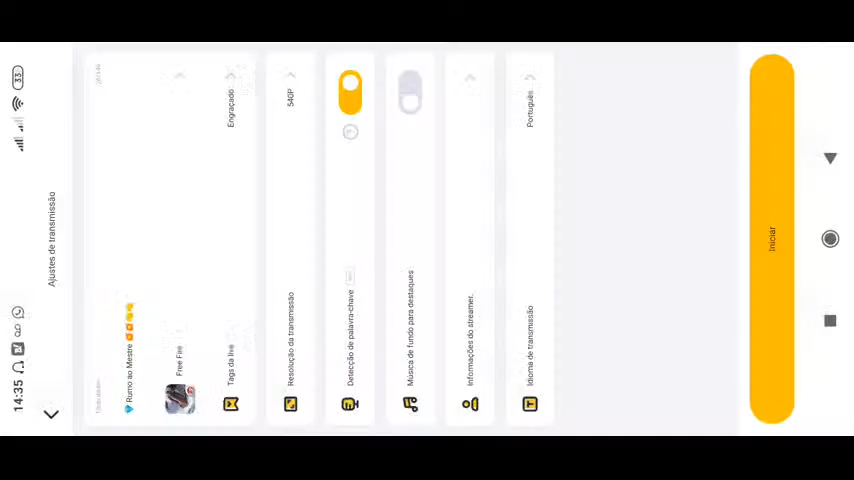 14:35
33
Ajustes de transmissão
💎 Rumo ao Mestre
Free Fire
Tags da live
Engraçado
Resolução da transmissão
540P
Detecção de palavra-chave
Música de fundo para destaques
Informações do streamer.
Idioma de transmissão
Português
Iniciar